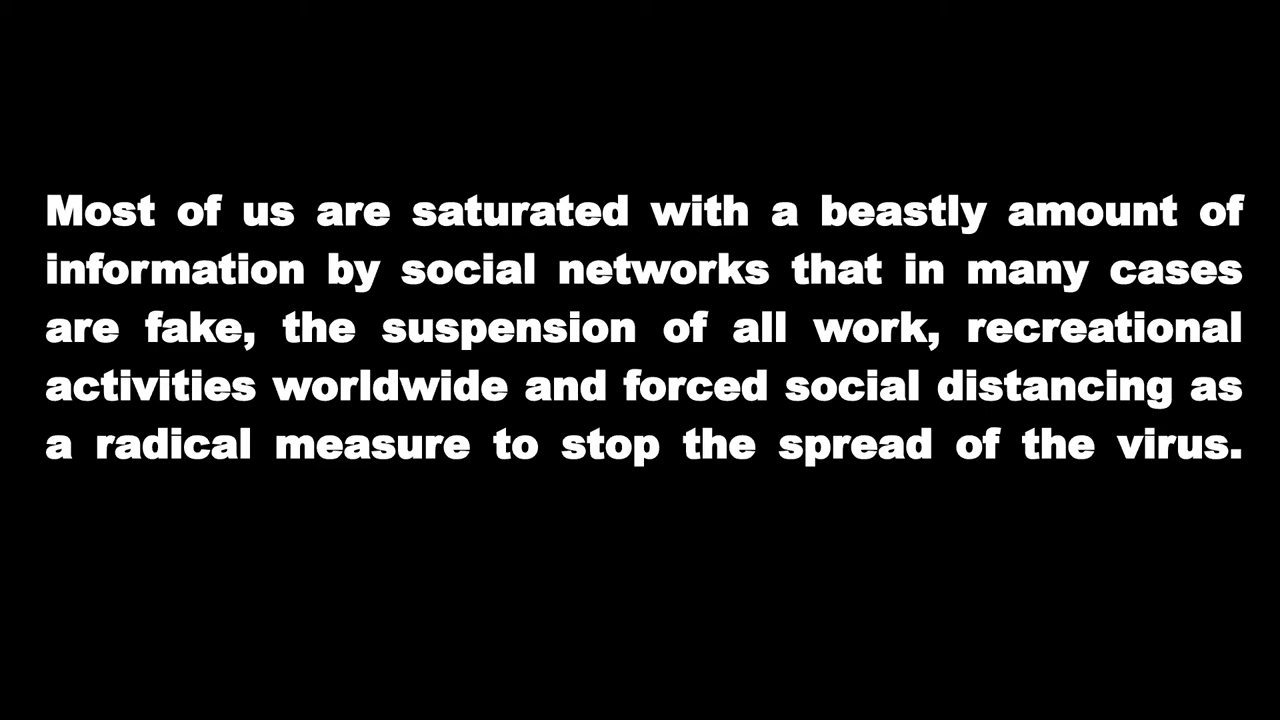 Most of us are saturated with a beastly amount of
information by social networks that in many cases
are fake, the suspension of all work, recreational
activities worldwide and forced social distancing as
a radical measure to stop the spread of the virus.